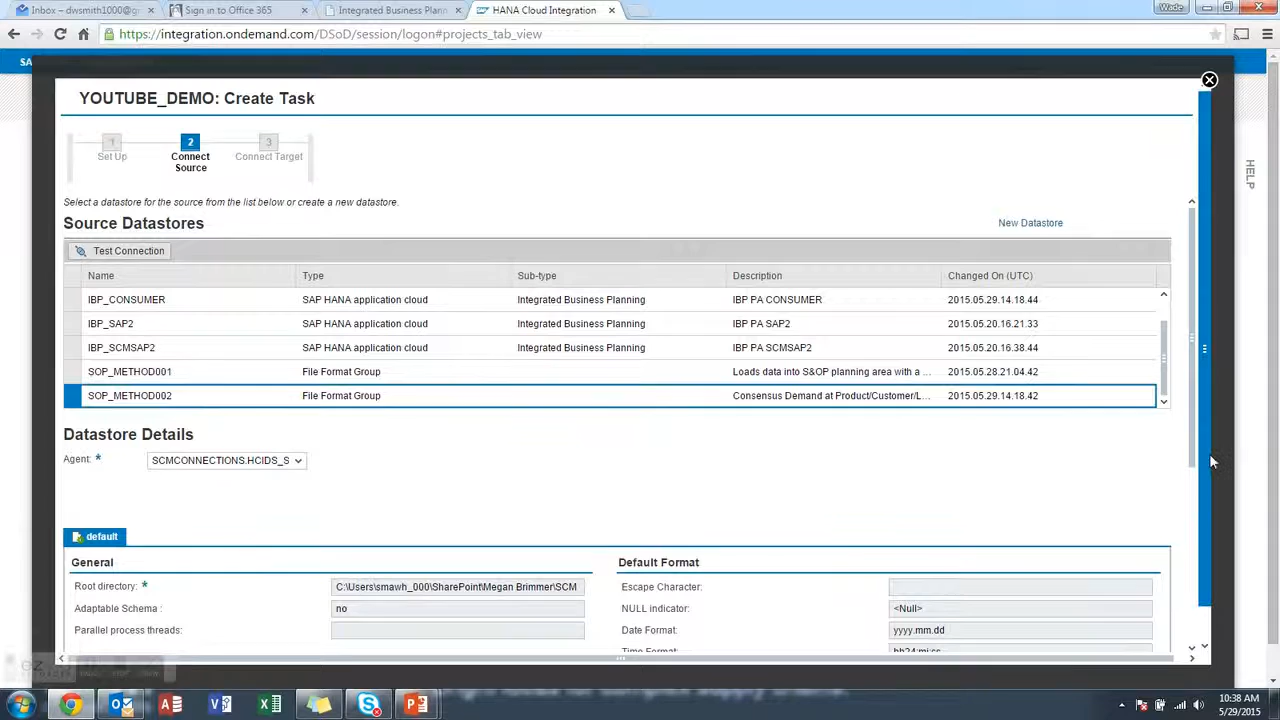 Inbox – dwsmith1000@g
Sign in to Office 365
Integrated Business Plann
HANA Cloud Integration
Wade
https://integration.ondemand.com/DSoD/session/logon#projects_tab_view
SA
YOUTUBE_DEMO: Create Task
1 2 3
Set Up Connect Source Connect Target
HELP
Select a datastore for the source from the list below or create a new datastore.
Source Datastores New Datastore
Test Connection
Name Type Sub-type Description Changed On (UTC)
IBP_CONSUMER SAP HANA application cloud Integrated Business Planning IBP PA CONSUMER 2015.05.29.14.18.44
IBP_SAP2 SAP HANA application cloud Integrated Business Planning IBP PA SAP2 2015.05.20.16.21.33
IBP_SCMSAP2 SAP HANA application cloud Integrated Business Planning IBP PA SCMSAP2 2015.05.20.16.38.44
SOP_METHOD001 File Format Group Loads data into S&OP planning area with a ... 2015.05.28.21.04.42
SOP_METHOD002 File Format Group Consensus Demand at Product/Customer/L... 2015.05.29.14.18.42
Datastore Details
Agent: * SCMCONNECTIONS.HCIDS_S
default
General Default Format
Root directory: * C:\Users\smawh_000\SharePoint\Megan Brimmer\SCM Escape Character:
Adaptable Schema : no NULL indicator: <Null>
Parallel process threads: Date Format: yyyy.mm.dd
Time Format: hh24:mi:ss
ez
10:38 AM
5/29/2015